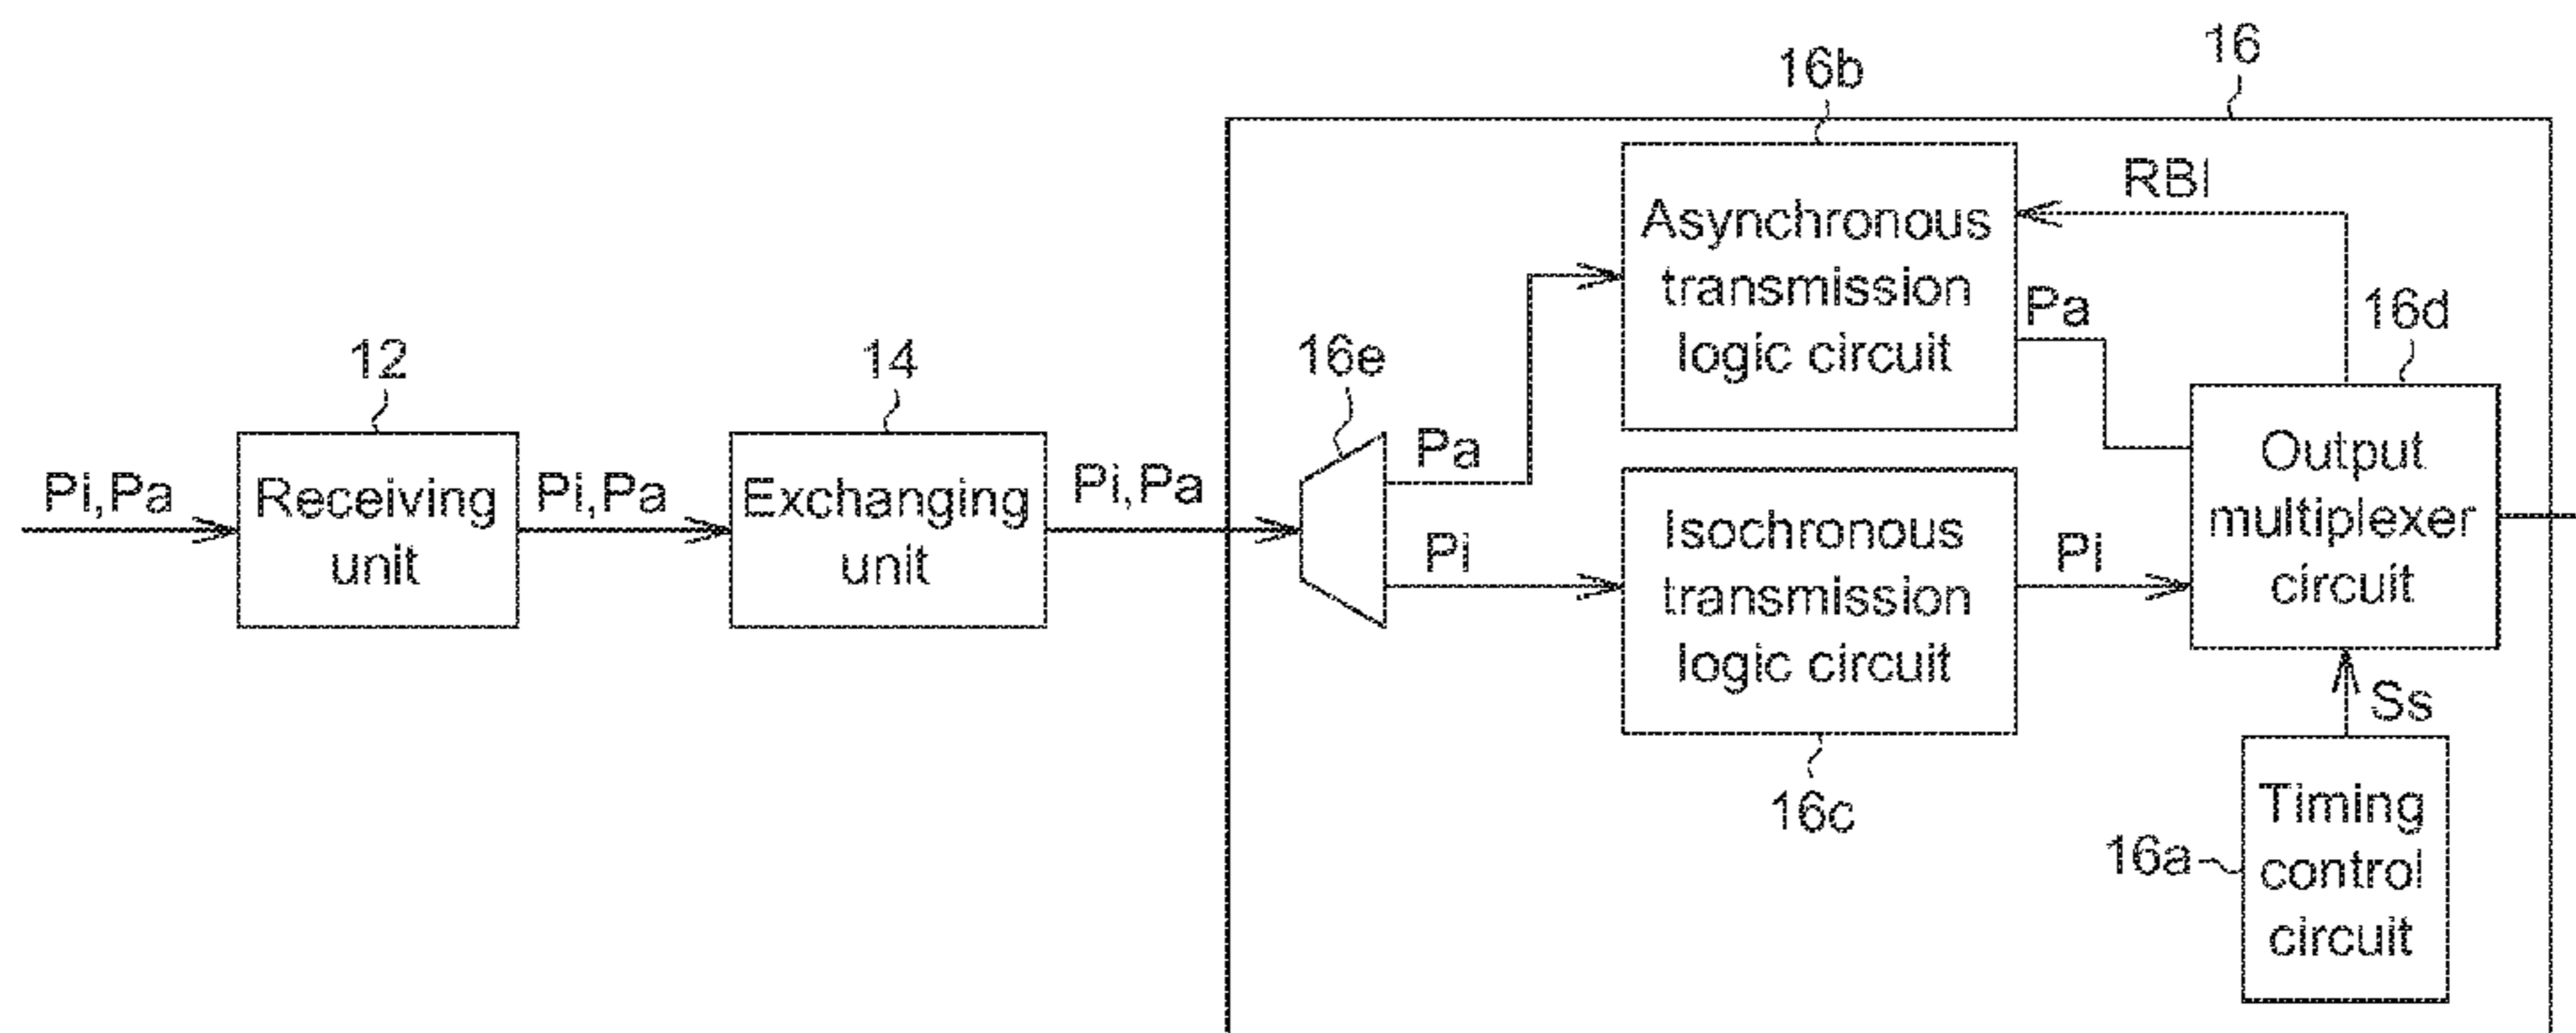 16
16b
RBI
Asynchronous
transmission
logic circuit
Pa
16d
12
14
16e
Pi,Pa
Receiving
unit
Pi,Pa
Exchanging
unit
Pi,Pa
Pa
Pi
Isochronous
transmission
logic circuit
Pi
Output
multiplexer
circuit
16c
Ss
16a
Timing
control
circuit